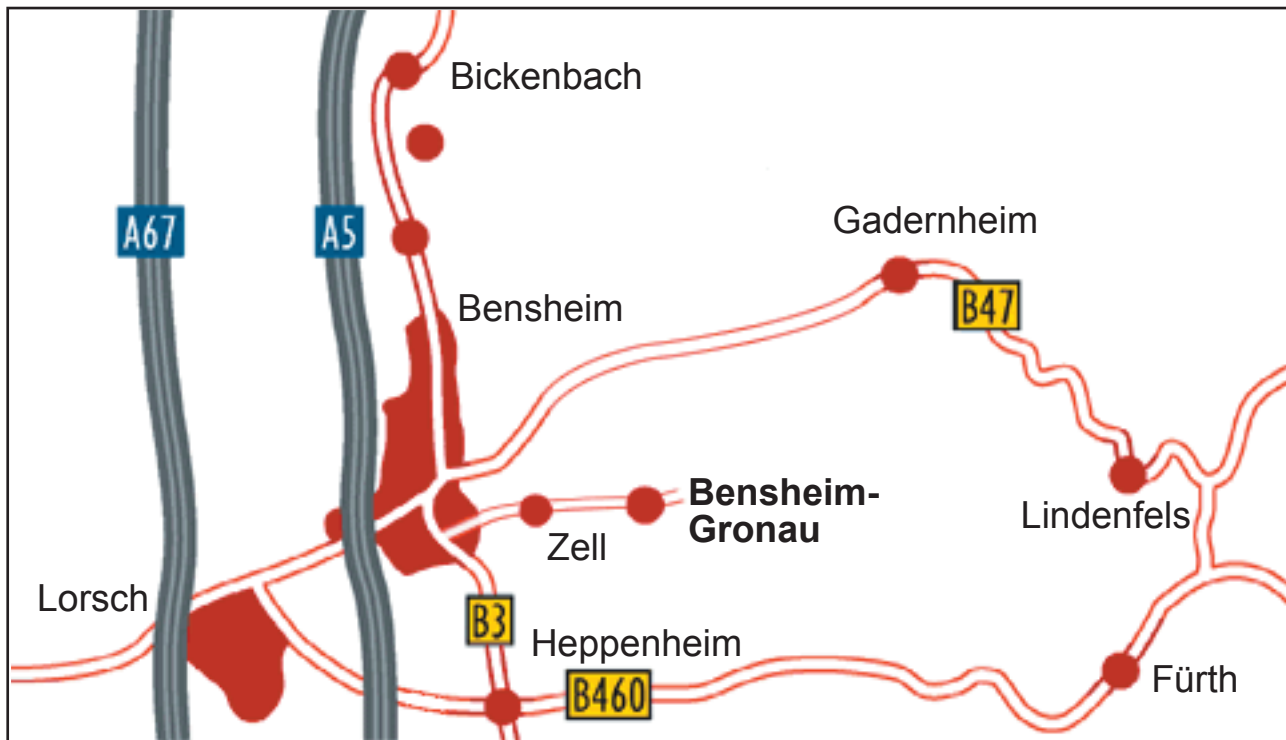 Bickenbach
A67
A5
Gadernheim
Bensheim
B47
Bensheim-
Gronau
Lindenfels
Zell
Lorsch
B3
Heppenheim
Fürth
B460